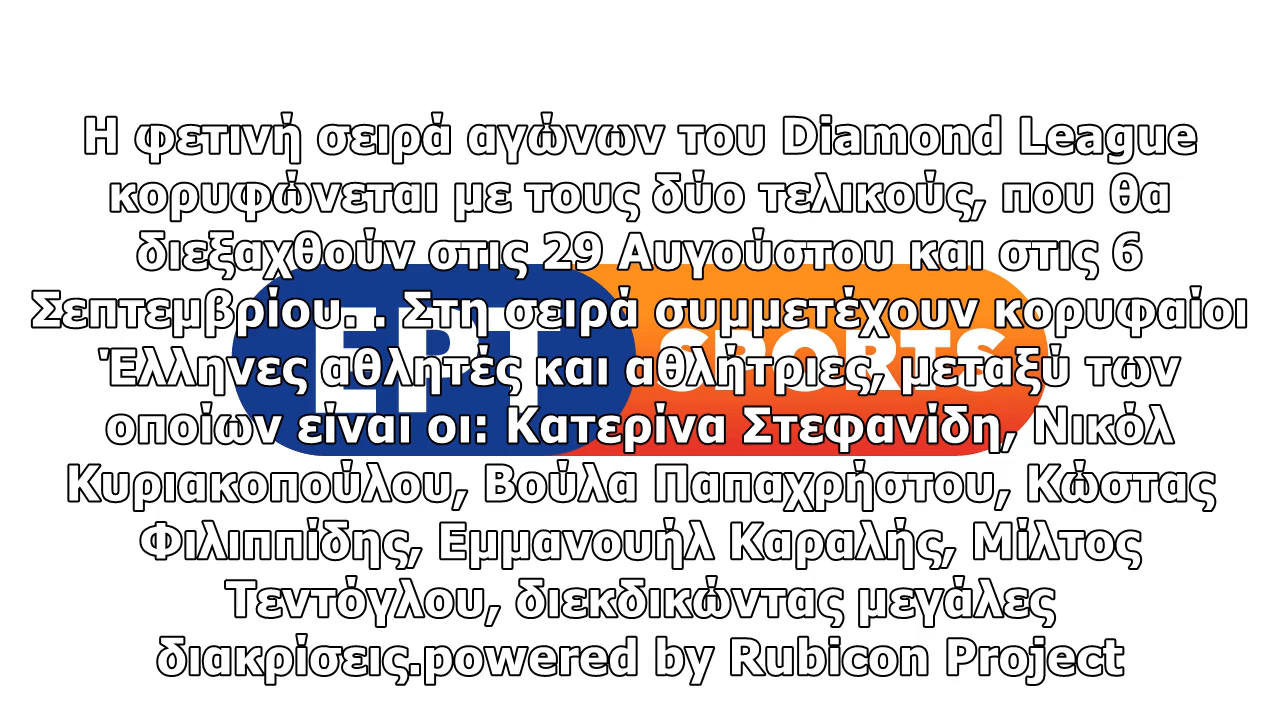 Η φετινή σειρά αγώνων του Diamond League
κορυφώνεται με τους δύο τελικούς, που θα
διεξαχθούν στις 29 Αυγούστου και στις 6
Σεπτεμβρίου. . Στη σειρά συμμετέχουν κορυφαίοι
Έλληνες αθλητές και αθλήτριες, μεταξύ των
οποίων είναι οι: Κατερίνα Στεφανίδη, Νικόλ
Κυριακοπούλου, Βούλα Παπαχρήστου, Κώστας
Φιλιππίδης, Εμμανουήλ Καραλής, Μίλτος
Τεντόγλου, διεκδικώντας μεγάλες
διακρίσεις.powered by Rubicon Project
ΕΡΤ SPORTS